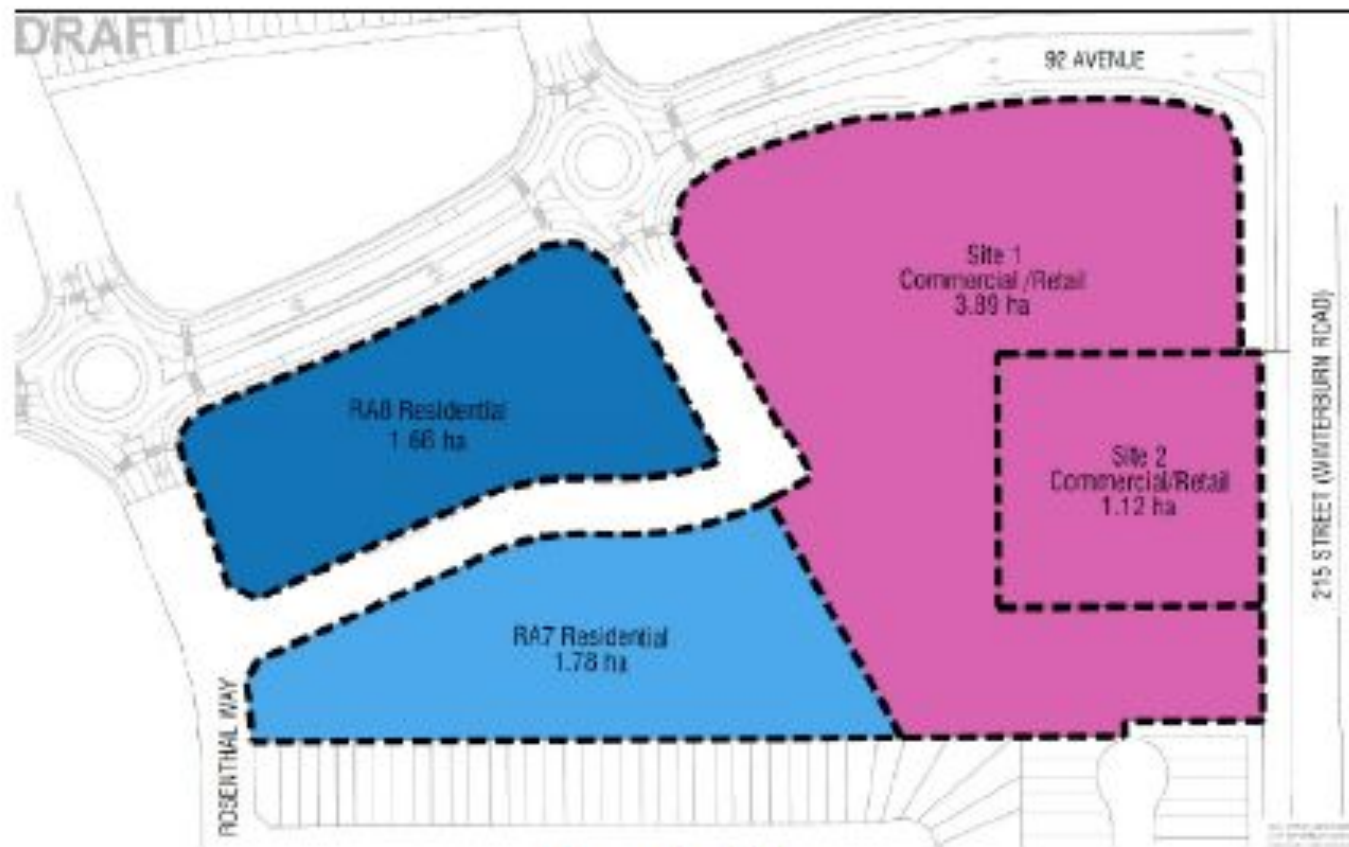 DRAFT
92 AVENUE
Site 1
Commercial /Retail
3.89 ha
RA8 Residential
1.66 ha
Site 2
Commercial/Retail
1.12 ha
215 STREET (WINTERBURN ROAD)
RA7 Residential
1.78 ha
ROSENTHAL WAY